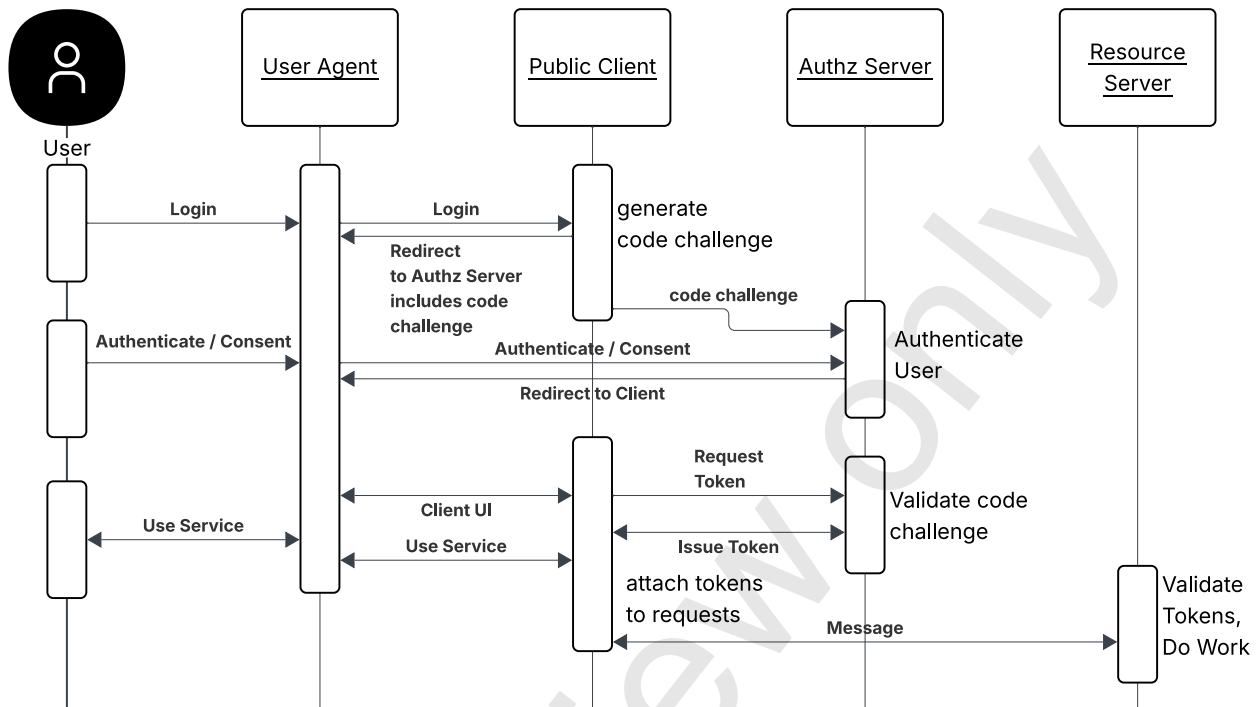 User Agent
Public Client
Authz Server
Resource
Server
User
Login
Login
generate
code challenge
Redirect
to Authz Server
includes code
challenge
code challenge
Authenticate / Consent
Authenticate / Consent
Authenticate
User
Redirect to Client
Request
Token
Client UI
Validate code
challenge
Use Service
Use Service
Issue Token
attach tokens
to requests
Validate
Tokens,
Do Work
Message
iew only